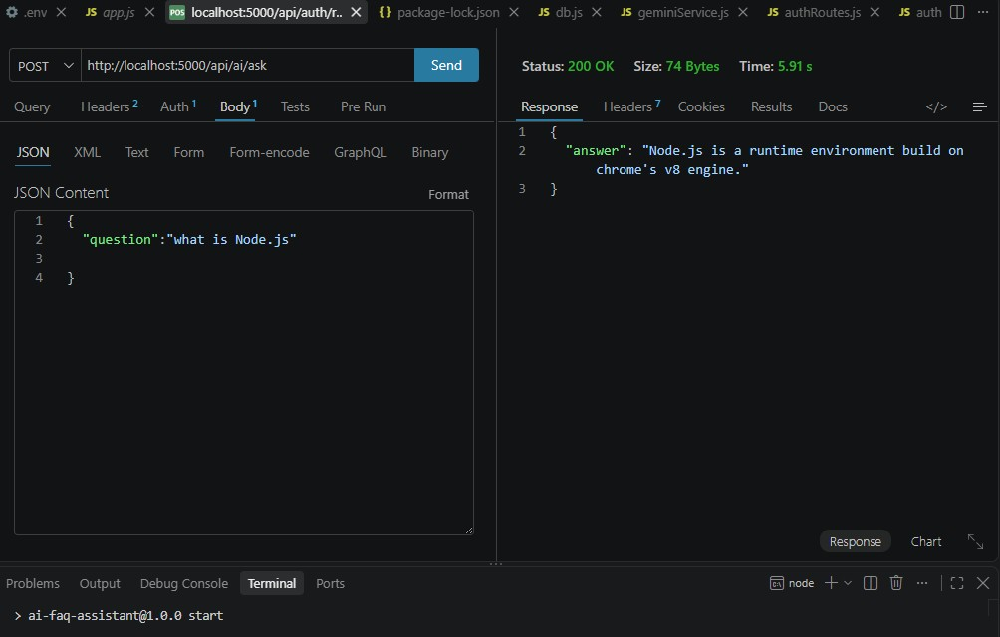 .env JS app.js POS localhost:5000/api/auth/r.. {} package-lock.json JS db.js JS geminiService.js JS authRoutes.js JS auth
POST http://localhost:5000/api/ai/ask Send
Status: 200 OK Size: 74 Bytes Time: 5.91 s
Query Headers 2 Auth 1 Body 1 Tests Pre Run
Response Headers 7 Cookies Results Docs </>
JSON XML Text Form Form-encode GraphQL Binary
JSON Content Format
1 {
2 "question":"what is Node.js"
3
4 }
1 {
2 "answer": "Node.js is a runtime environment build on
chrome's v8 engine."
3 }
Response Chart
Problems Output Debug Console Terminal Ports node
> ai-faq-assistant@1.0.0 start